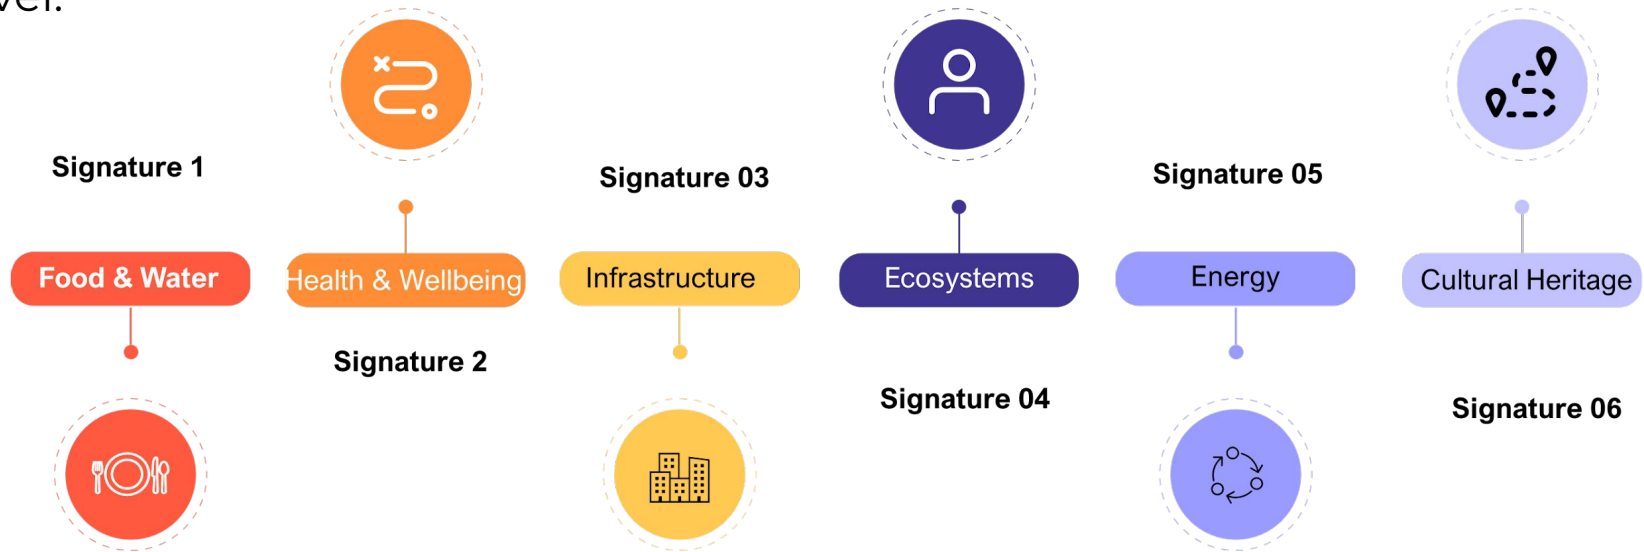 Signature 1
Food & Water
Health & Wellbeing
Signature 2
Signature 03
Infrastructure
Ecosystems
Signature 04
Signature 05
Energy
Cultural Heritage
Signature 06